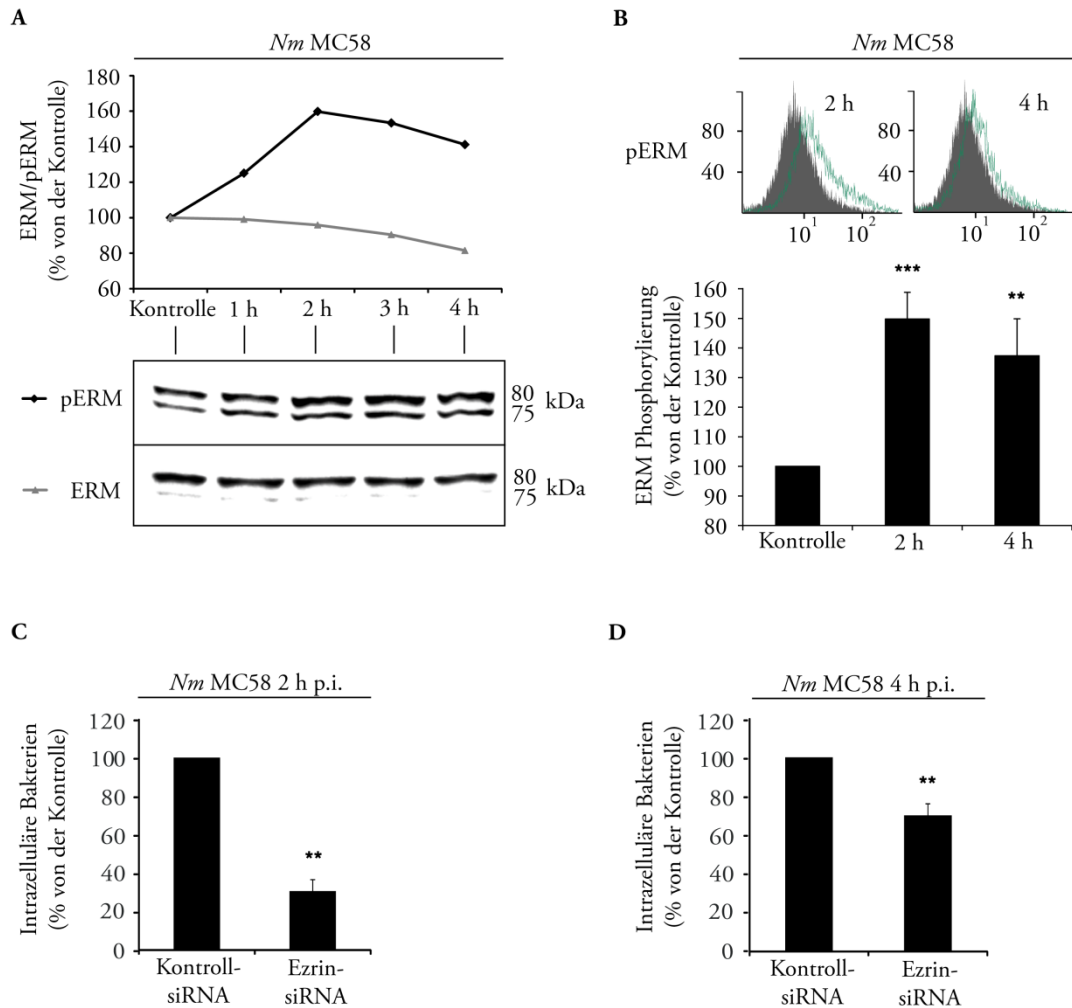 A
Nm MC58
ERM/pERM
(% von der Kontrolle)
180
160
140
120
100
80
60
Kontrolle 1 h 2 h 3 h 4 h
pERM
80
75
kDa
ERM
80
75
kDa
B
Nm MC58
pERM
80
40
2 h
10¹ 10²
80
40
4 h
10¹ 10²
ERM Phosphorylierung
(% von der Kontrolle)
160
150
140
130
120
110
100
90
80
***
**
Kontrolle 2 h 4 h
C
Nm MC58 2 h p.i.
Intrazelluläre Bakterien
(% von der Kontrolle)
120
100
80
60
40
20
0
**
Kontroll-
siRNA
Ezrin-
siRNA
D
Nm MC58 4 h p.i.
Intrazelluläre Bakterien
(% von der Kontrolle)
120
100
80
60
40
20
0
**
Kontroll-
siRNA
Ezrin-
siRNA